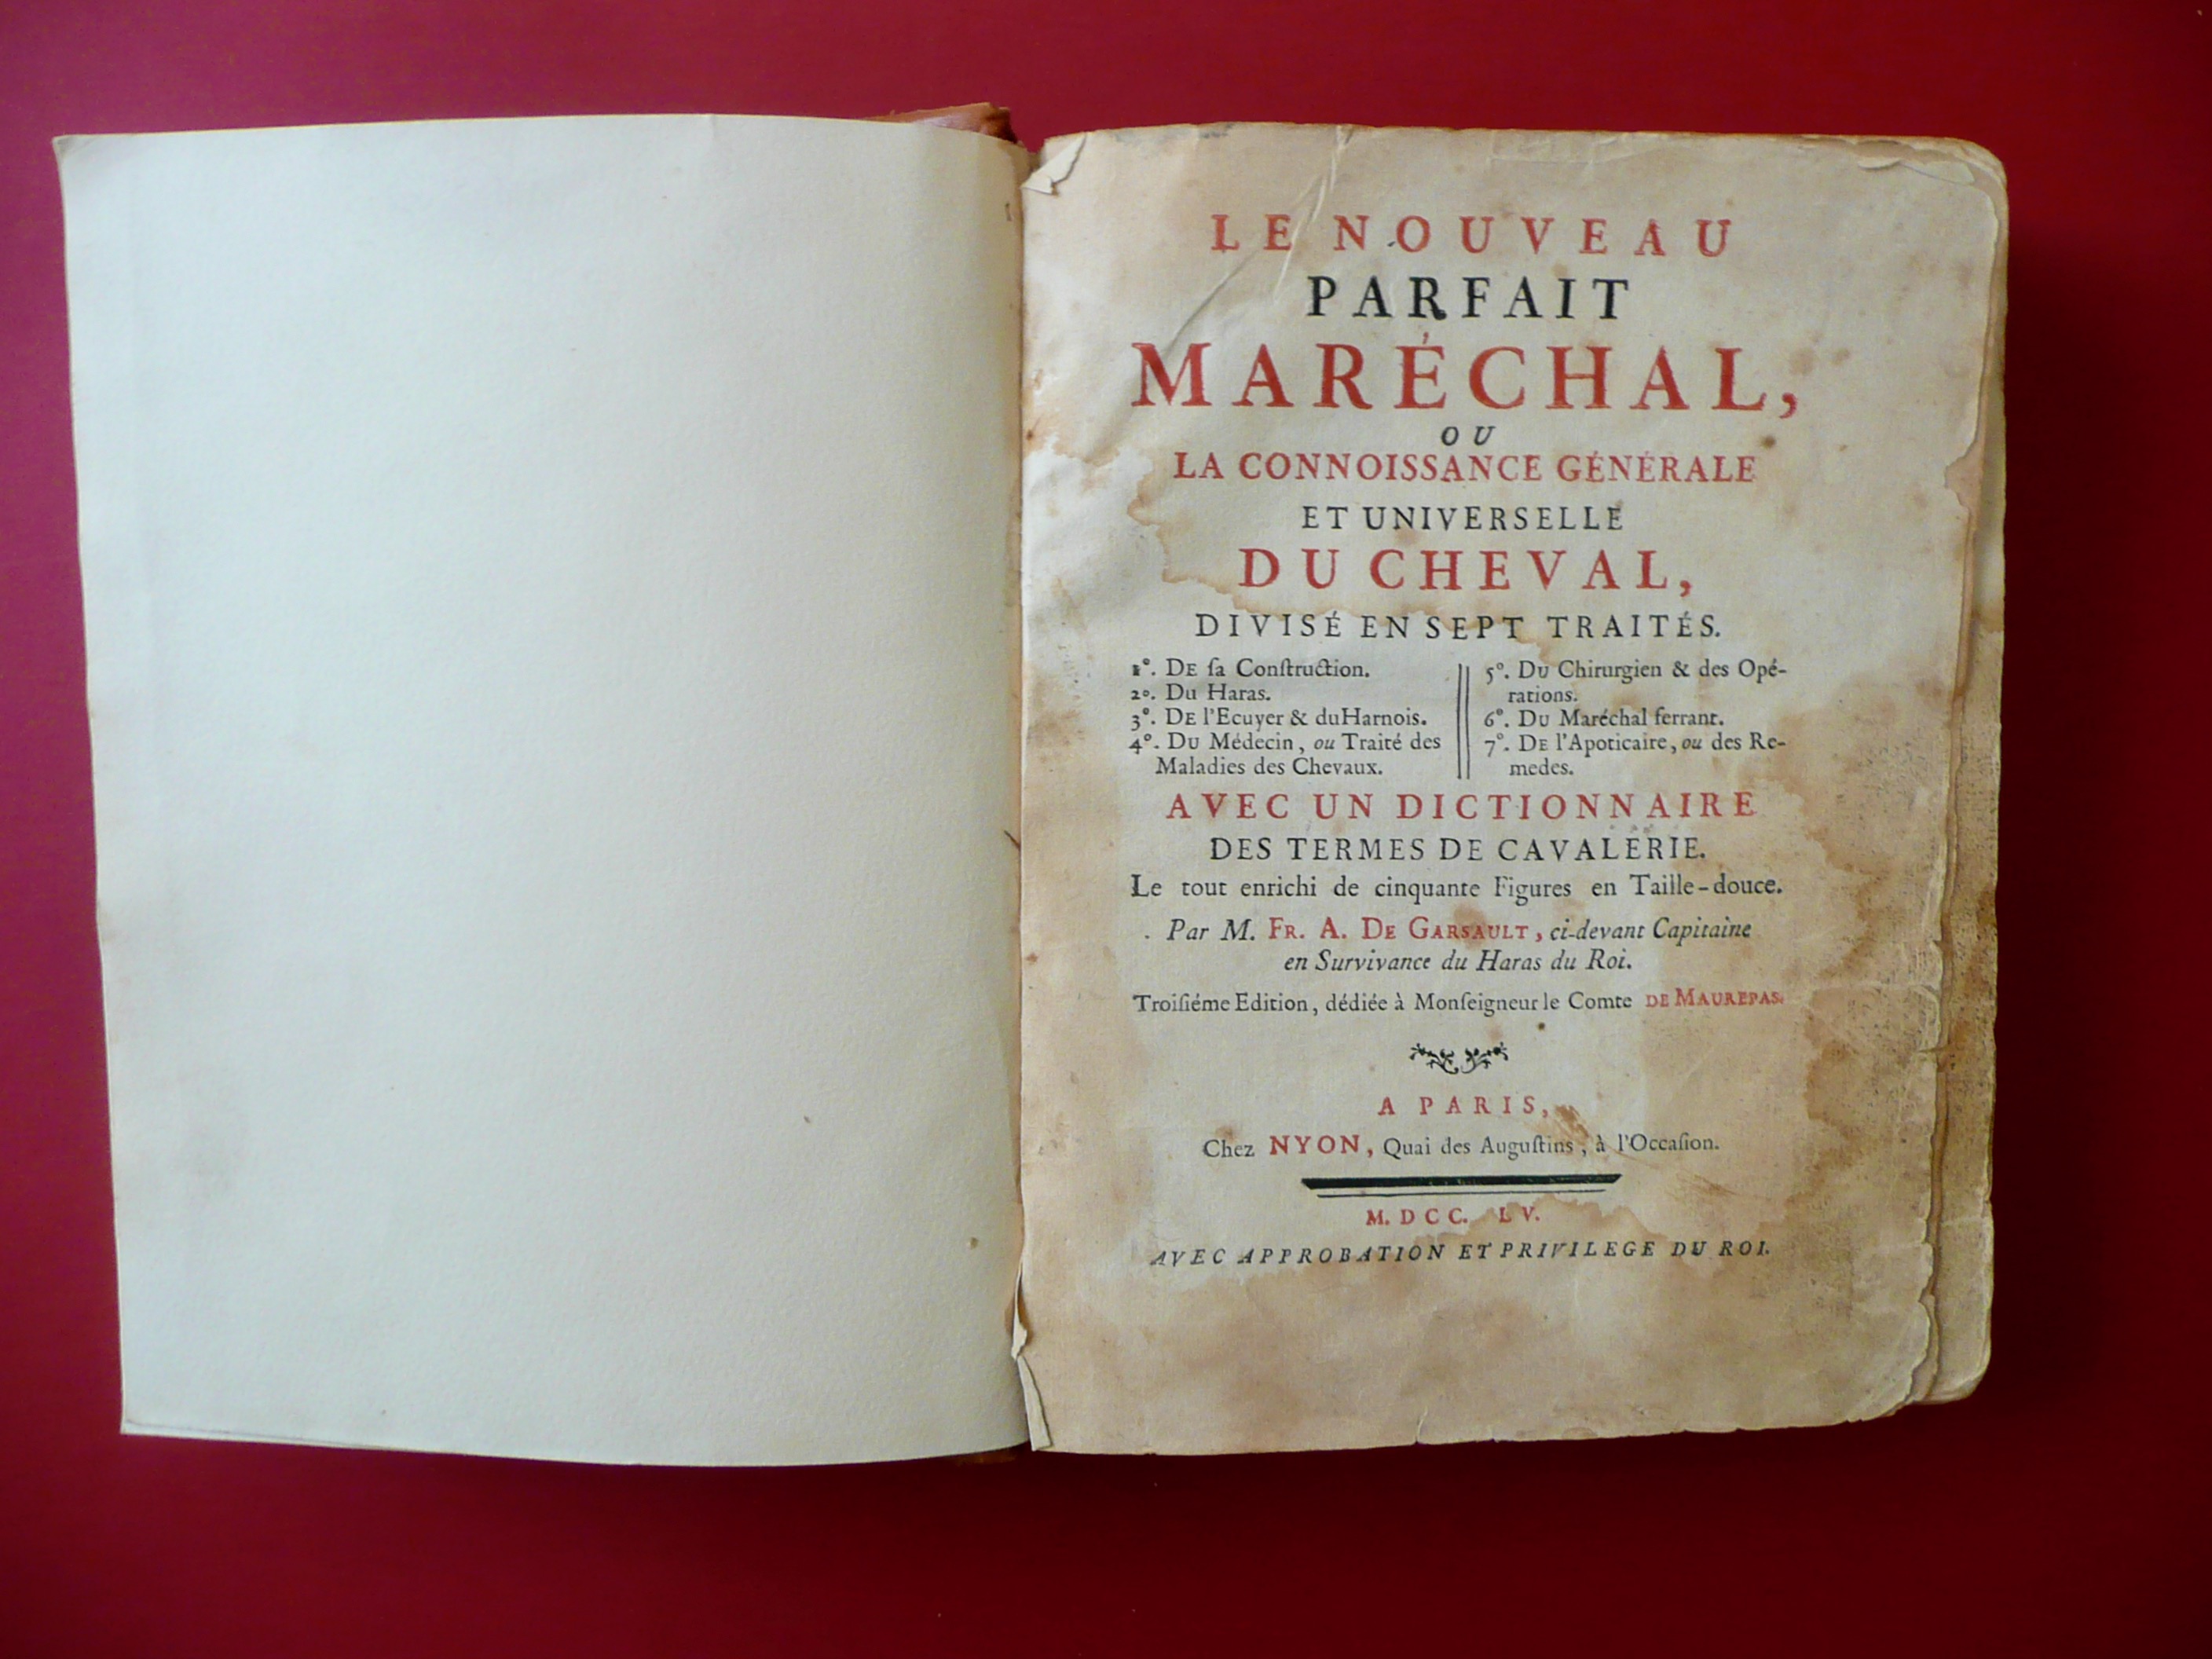 LE NOUVEAU
PARFAIT
MARÉCHAL,
OU
LA CONNOISSANCE GÉNÉRALE
ET UNIVERSELLE
DU CHEVAL,
DIVISÉ EN SEPT TRAITÉS.
1°. DE ſa Conſtruction.
2°. Du Haras.
3°. DE l'Ecuyer & du Harnois.
4°. DU Médecin, ou Traité des
Maladies des Chevaux.
5°. DU Chirurgien & des Opé-
rations.
6°. DU Maréchal ferrant.
7°. DE l'Apoticaire, ou des Re-
medes.
AVEC UN DICTIONNAIRE
DES TERMES DE CAVALERIE.
Le tout enrichi de cinquante Figures en Taille-douce.
Par M. FR. A. DE GARSAULT, ci-devant Capitaine
en Survivance du Haras du Roi.
Troiſiéme Edition, dédiée à Monſeigneur le Comte DE MAUREPAS.
A PARIS,
Chez NYON, Quai des Auguſtins, à l'Occaſion.
M. DCC. LV.
AVEC APPROBATION ET PRIVILEGE DU ROI.